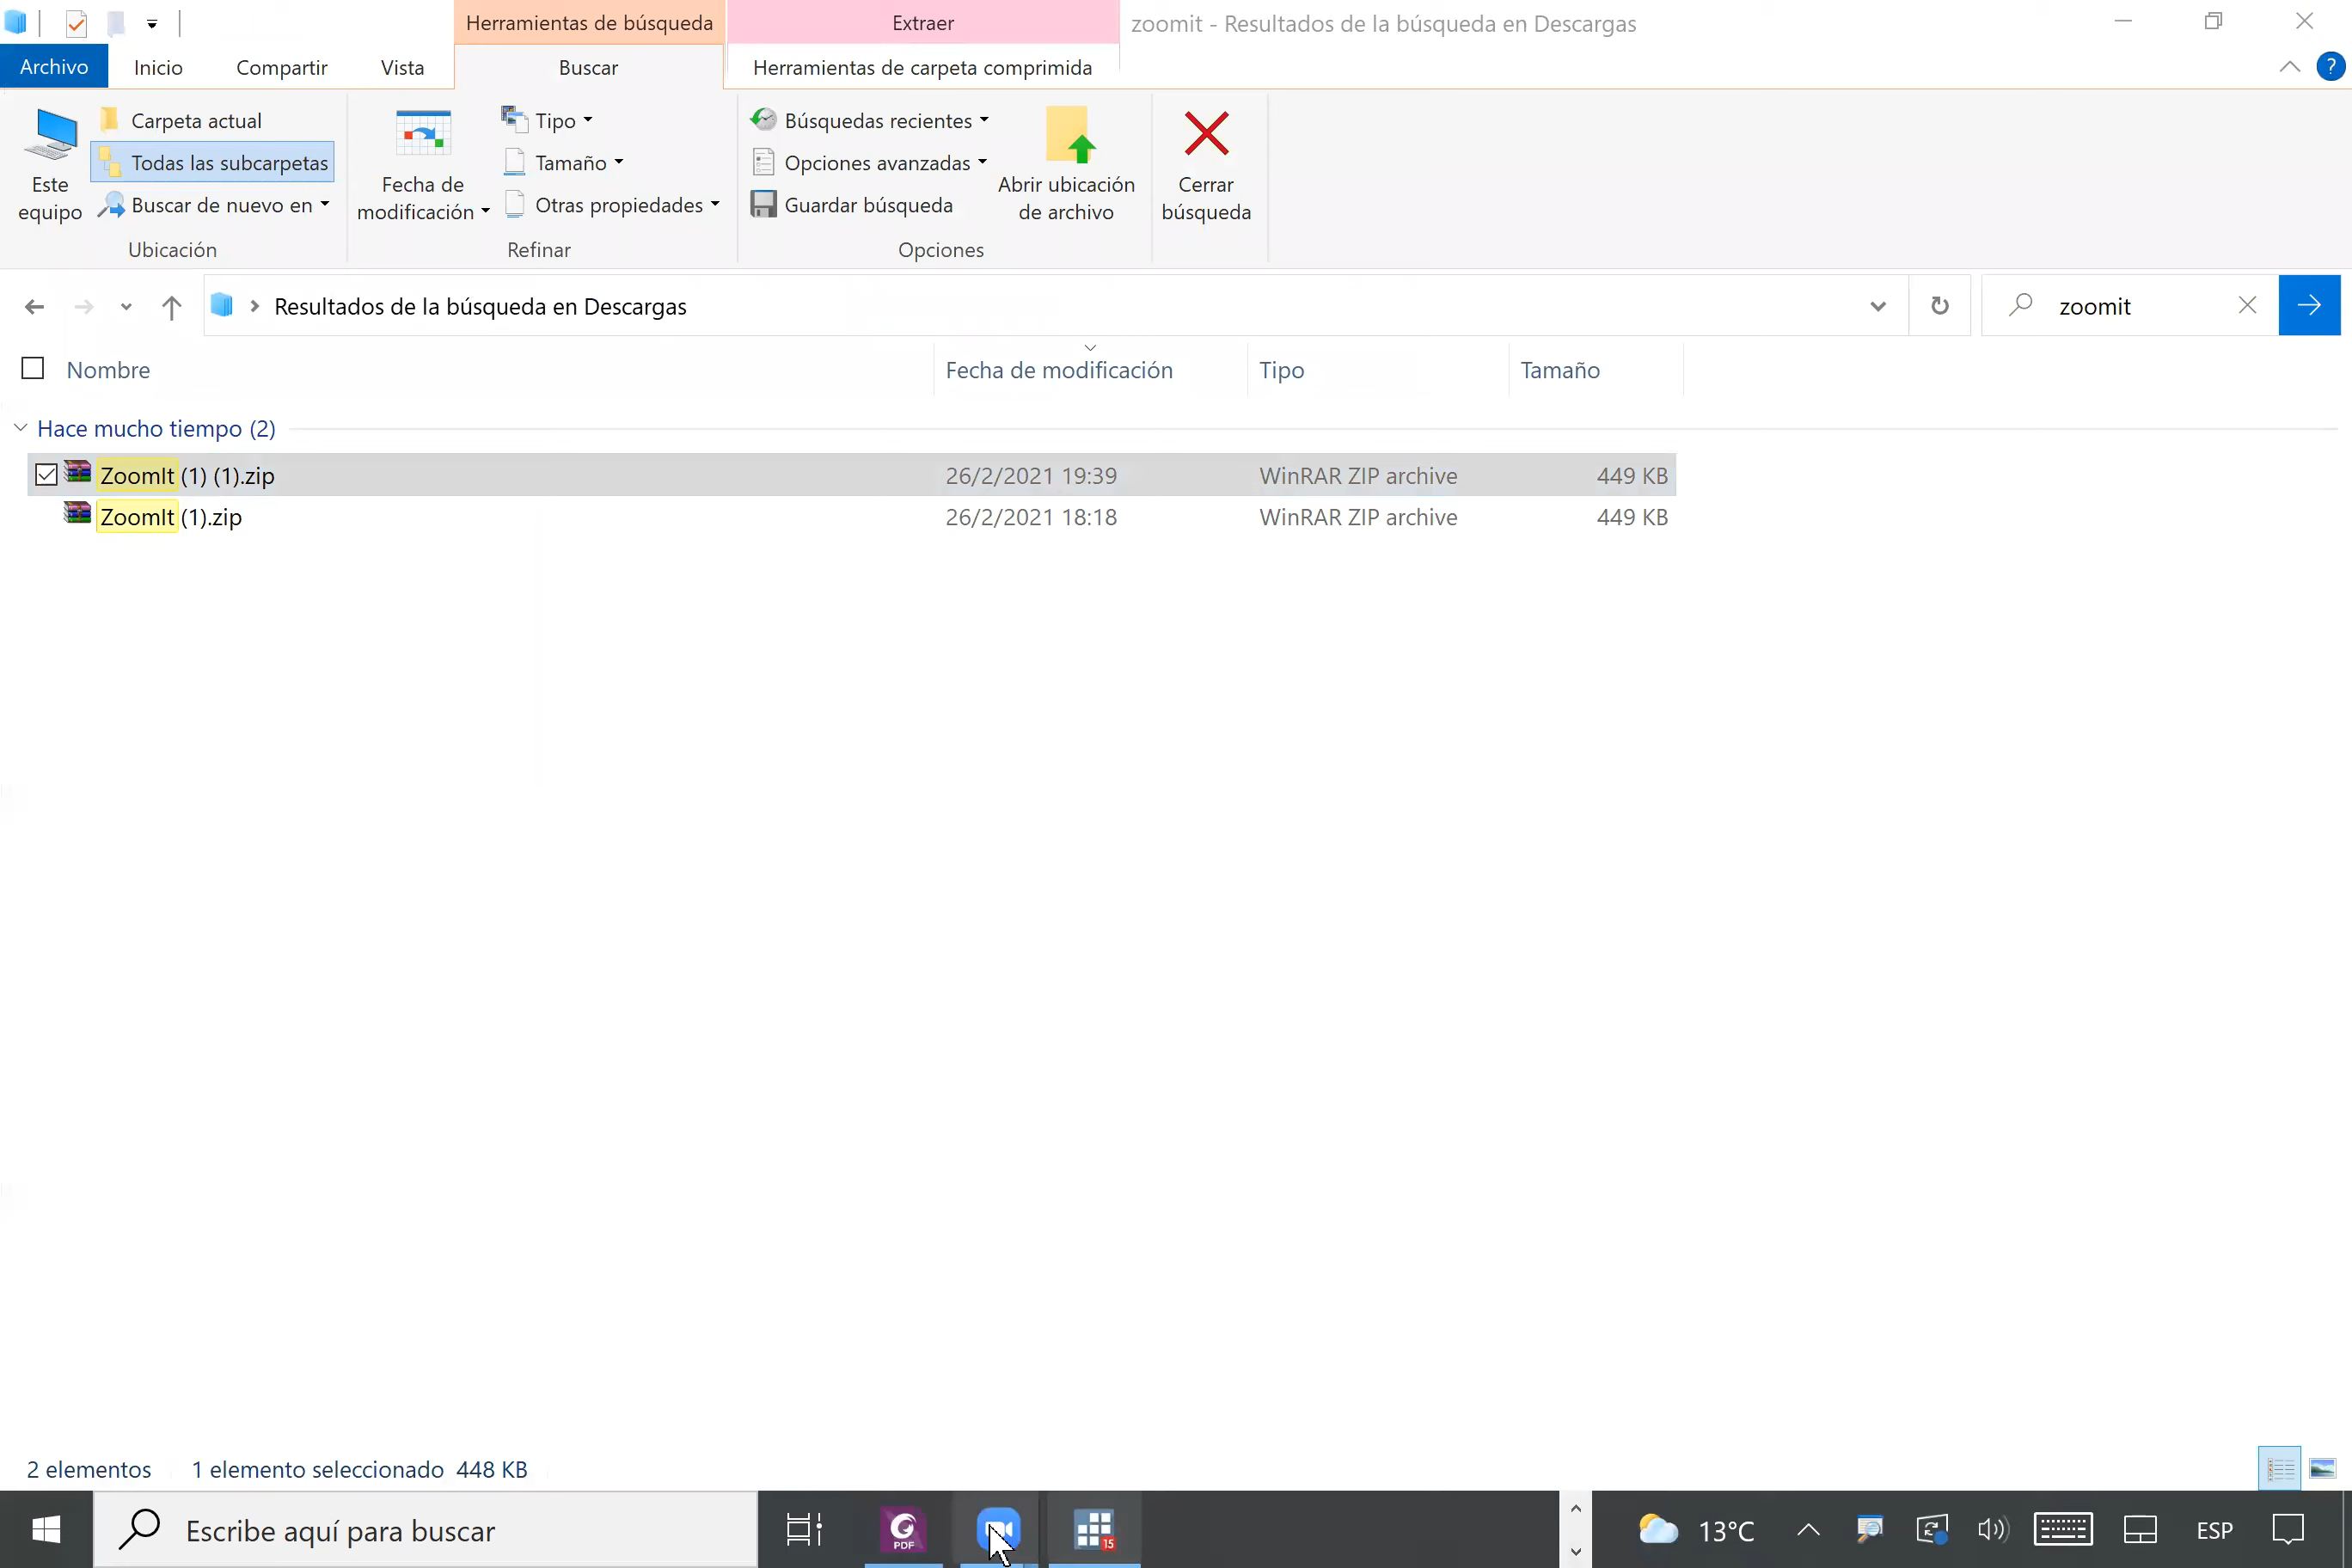 Herramientas de búsqueda
Extraer
zoomit - Resultados de la búsqueda en Descargas
Archivo
Inicio
Compartir
Vista
Buscar
Herramientas de carpeta comprimida
?
Este
equipo
Carpeta actual
Todas las subcarpetas
Buscar de nuevo en
Ubicación
Fecha de
modificación
Tipo
Tamaño
Otras propiedades
Refinar
Búsquedas recientes
Opciones avanzadas
Guardar búsqueda
Abrir ubicación
de archivo
Opciones
Cerrar
búsqueda
Resultados de la búsqueda en Descargas
zoomit
Nombre
Fecha de modificación
Tipo
Tamaño
Hace mucho tiempo (2)
ZoomIt (1) (1).zip 26/2/2021 19:39 WinRAR ZIP archive 449 KB
ZoomIt (1).zip 26/2/2021 18:18 WinRAR ZIP archive 449 KB
2 elementos 1 elemento seleccionado 448 KB
Escribe aquí para buscar
PDF
15
13°C
ESP